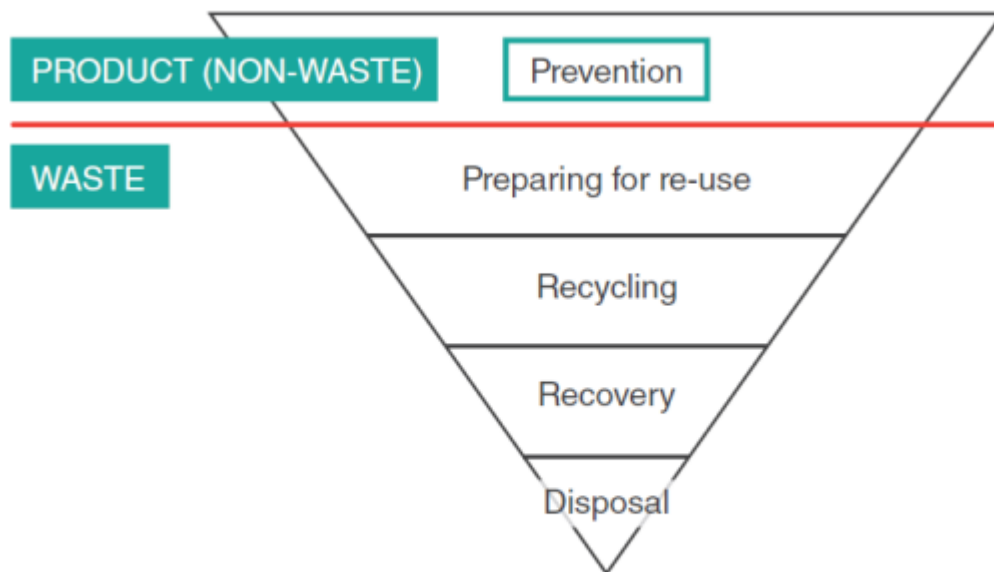 PRODUCT (NON-WASTE)
Prevention
WASTE
Preparing for re-use
Recycling
Recovery
Disposal